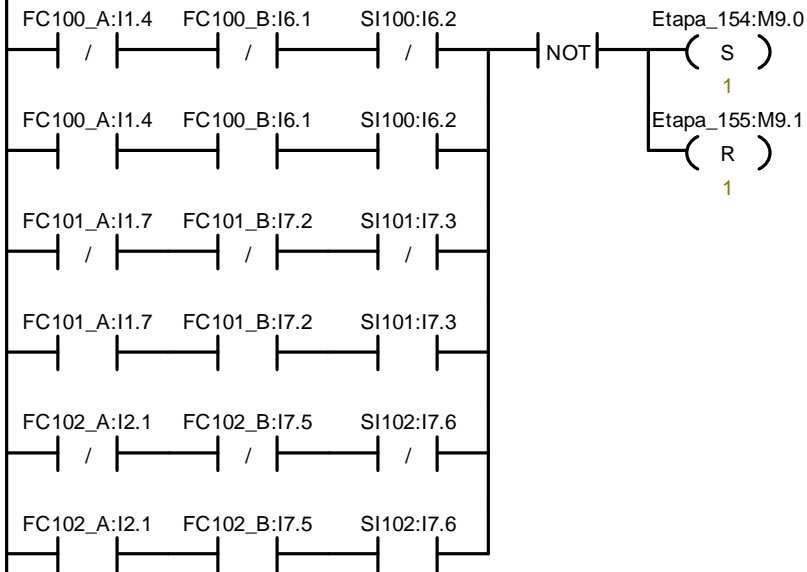 FC100_A:I1.4 FC100_B:I6.1 SI100:I6.2 Etapa_154:M9.0
/ / / NOT S
1
FC100_A:I1.4 FC100_B:I6.1 SI100:I6.2 Etapa_155:M9.1
R
1
FC101_A:I1.7 FC101_B:I7.2 SI101:I7.3
/ / /
FC101_A:I1.7 FC101_B:I7.2 SI101:I7.3
FC102_A:I2.1 FC102_B:I7.5 SI102:I7.6
/ / /
FC102_A:I2.1 FC102_B:I7.5 SI102:I7.6